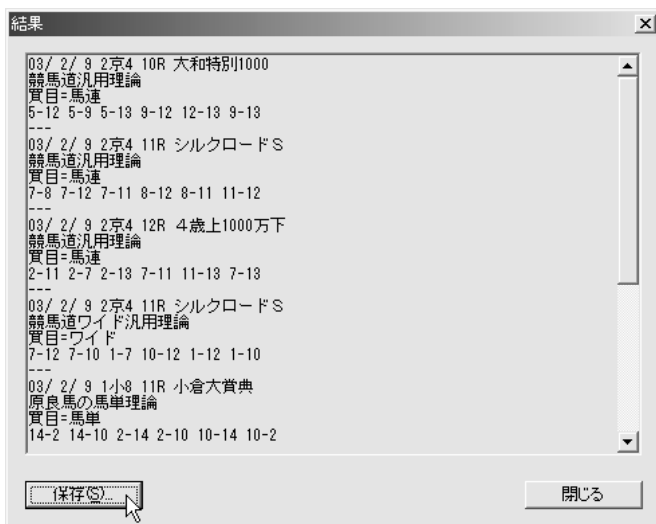 結果
03/ 2/ 9 2京4 10R 大和特別1000
競馬道汎用理論
買目=馬連
5-12 5-9 5-13 9-12 12-13 9-13
---
03/ 2/ 9 2京4 11R シルクロードＳ
競馬道汎用理論
買目=馬連
7-8 7-12 7-11 8-12 8-11 11-12
---
03/ 2/ 9 2京4 12R ４歳上1000万下
競馬道汎用理論
買目=馬連
2-11 2-7 2-13 7-11 11-13 7-13
---
03/ 2/ 9 2京4 11R シルクロードＳ
競馬道ワイド汎用理論
買目=ワイド
7-12 7-10 1-7 10-12 1-12 1-10
---
03/ 2/ 9 1小8 11R 小倉大賞典
原良馬の馬単理論
買目=馬単
14-2 14-10 2-14 2-10 10-14 10-2
保存(S)... 閉じる